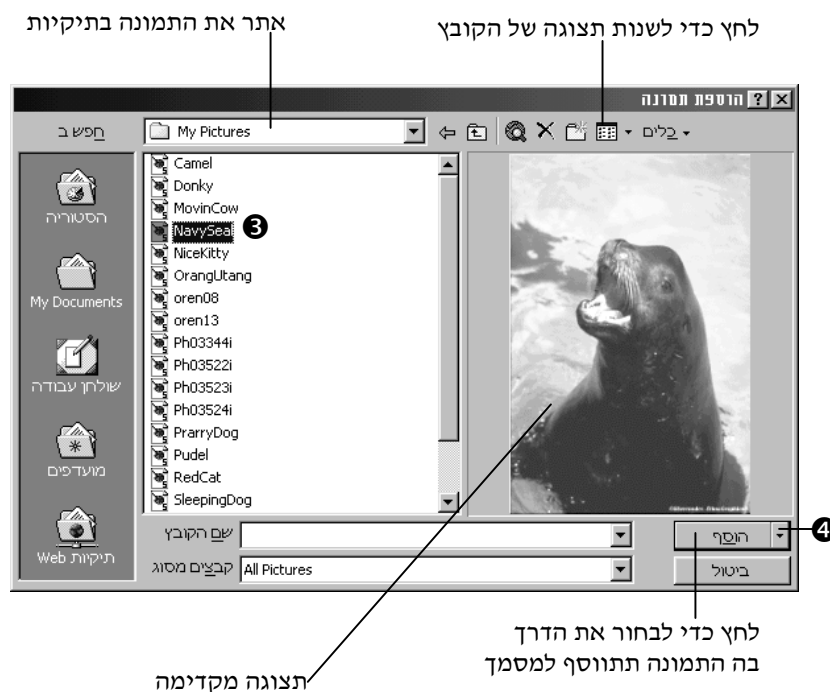 אתר את התמונה בתיקיות
לחץ כדי לשנות תצוגה של הקובץ
הוספת תמונה
חפש ב
My Pictures
כלים
הסטוריה
My Documents
שולחן עבודה
מועדפים
תיקיות Web
Camel
Donky
MovinCow
NavySeal ❸
NiceKitty
OrangUtang
oren08
oren13
Ph03344i
Ph03522i
Ph03523i
Ph03524i
PrarryDog
Pudel
RedCat
SleepingDog
שם הקובץ
הוסף ❹
קבצים מסוג All Pictures
ביטול
לחץ כדי לבחור את הדרך
בה התמונה תתווסף למסמך
תצוגה מקדימה